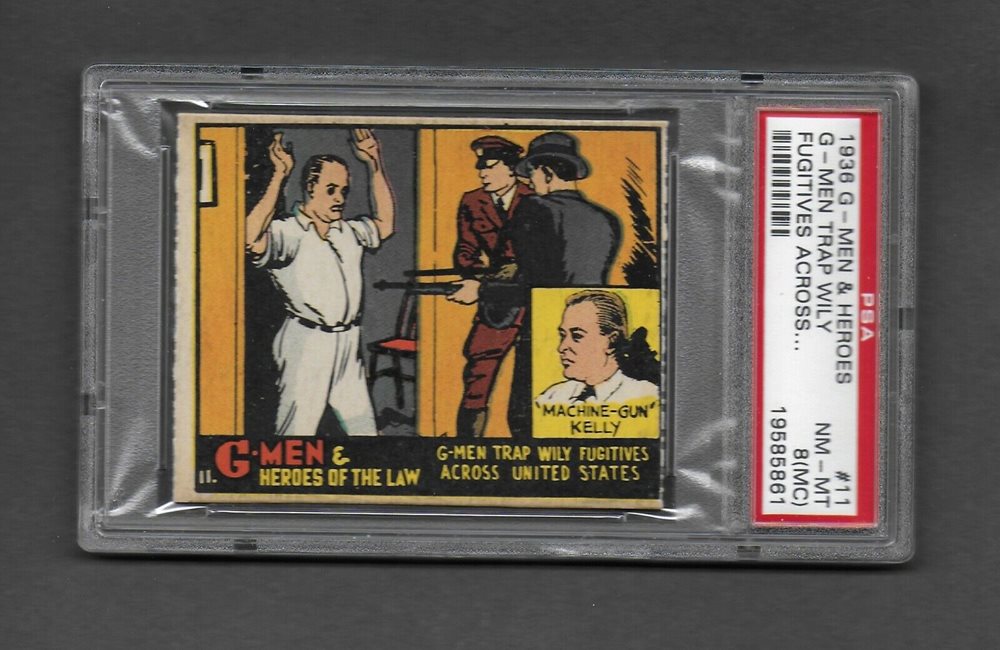 "MACHINE-GUN"
KELLY
11. G-MEN &
HEROES OF THE LAW
G-MEN TRAP WILY FUGITIVES
ACROSS UNITED STATES
PSA
1936 G-MEN & HEROES #11
G-MEN TRAP WILY NM-MT
FUGITIVES ACROSS... 8(MC)
19585861